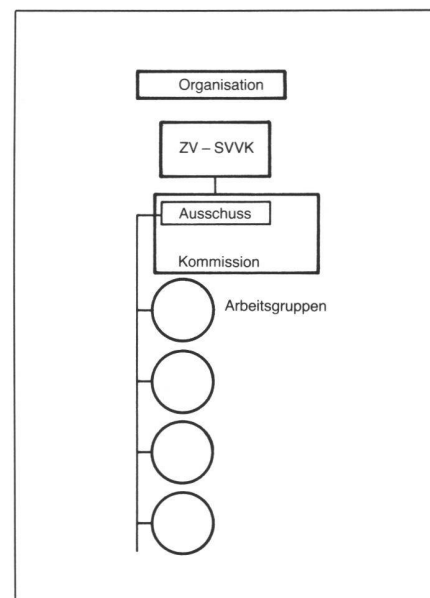 Organisation
ZV – SVVK
Ausschuss
Kommission
Arbeitsgruppen